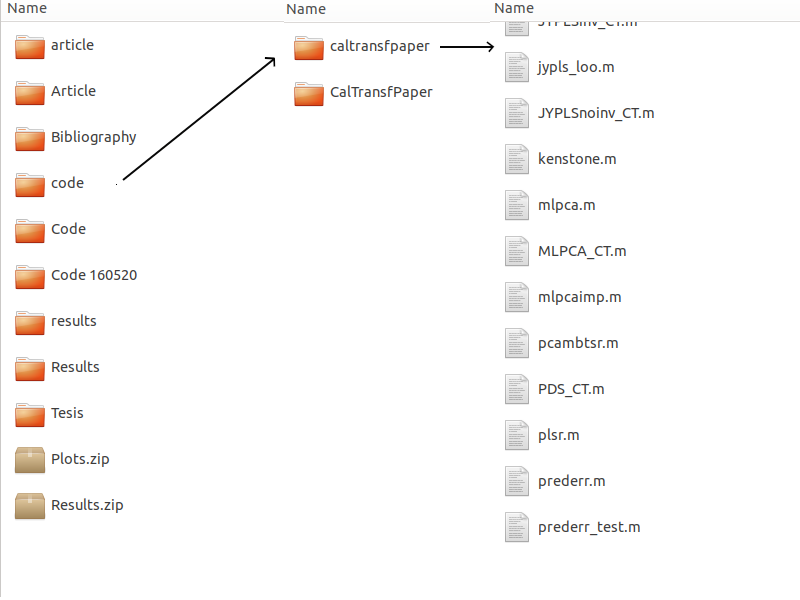 Name
article
Article
Bibliography
code
Code
Code 160520
results
Results
Tesis
Plots.zip
Results.zip
Name
caltransfpaper
CalTransfPaper
Name
JYPLSinv_CT.m
jypls_loo.m
JYPLSnoinv_CT.m
kenstone.m
mlpca.m
MLPCA_CT.m
mlpcaimp.m
pcambtsr.m
PDS_CT.m
plsr.m
prederr.m
prederr_test.m